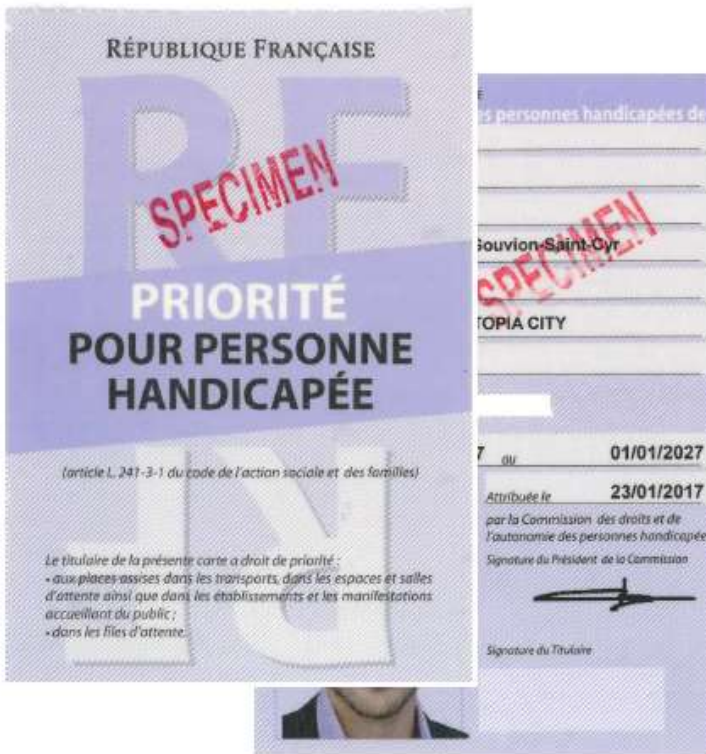 RÉPUBLIQUE FRANÇAISE
RF
SPECIMEN
PRIORITÉ
POUR PERSONNE
HANDICAPÉE
(article L. 241-3-1 du code de l'action sociale et des familles)
Le titulaire de la présente carte a droit de priorité :
• aux places assises dans les transports, dans les espaces et salles
d'attente ainsi que dans les établissements et les manifestations
accueillant du public ;
• dans les files d'attente.
RF
personnes handicapées de
SPECIMEN
Gouvion-Saint-Cyr
TOPIA CITY
7 au 01/01/2027
Attribuée le 23/01/2017
par la Commission des droits et de
l'autonomie des personnes handicapée
Signature du Président de la Commission
Signature du Titulaire